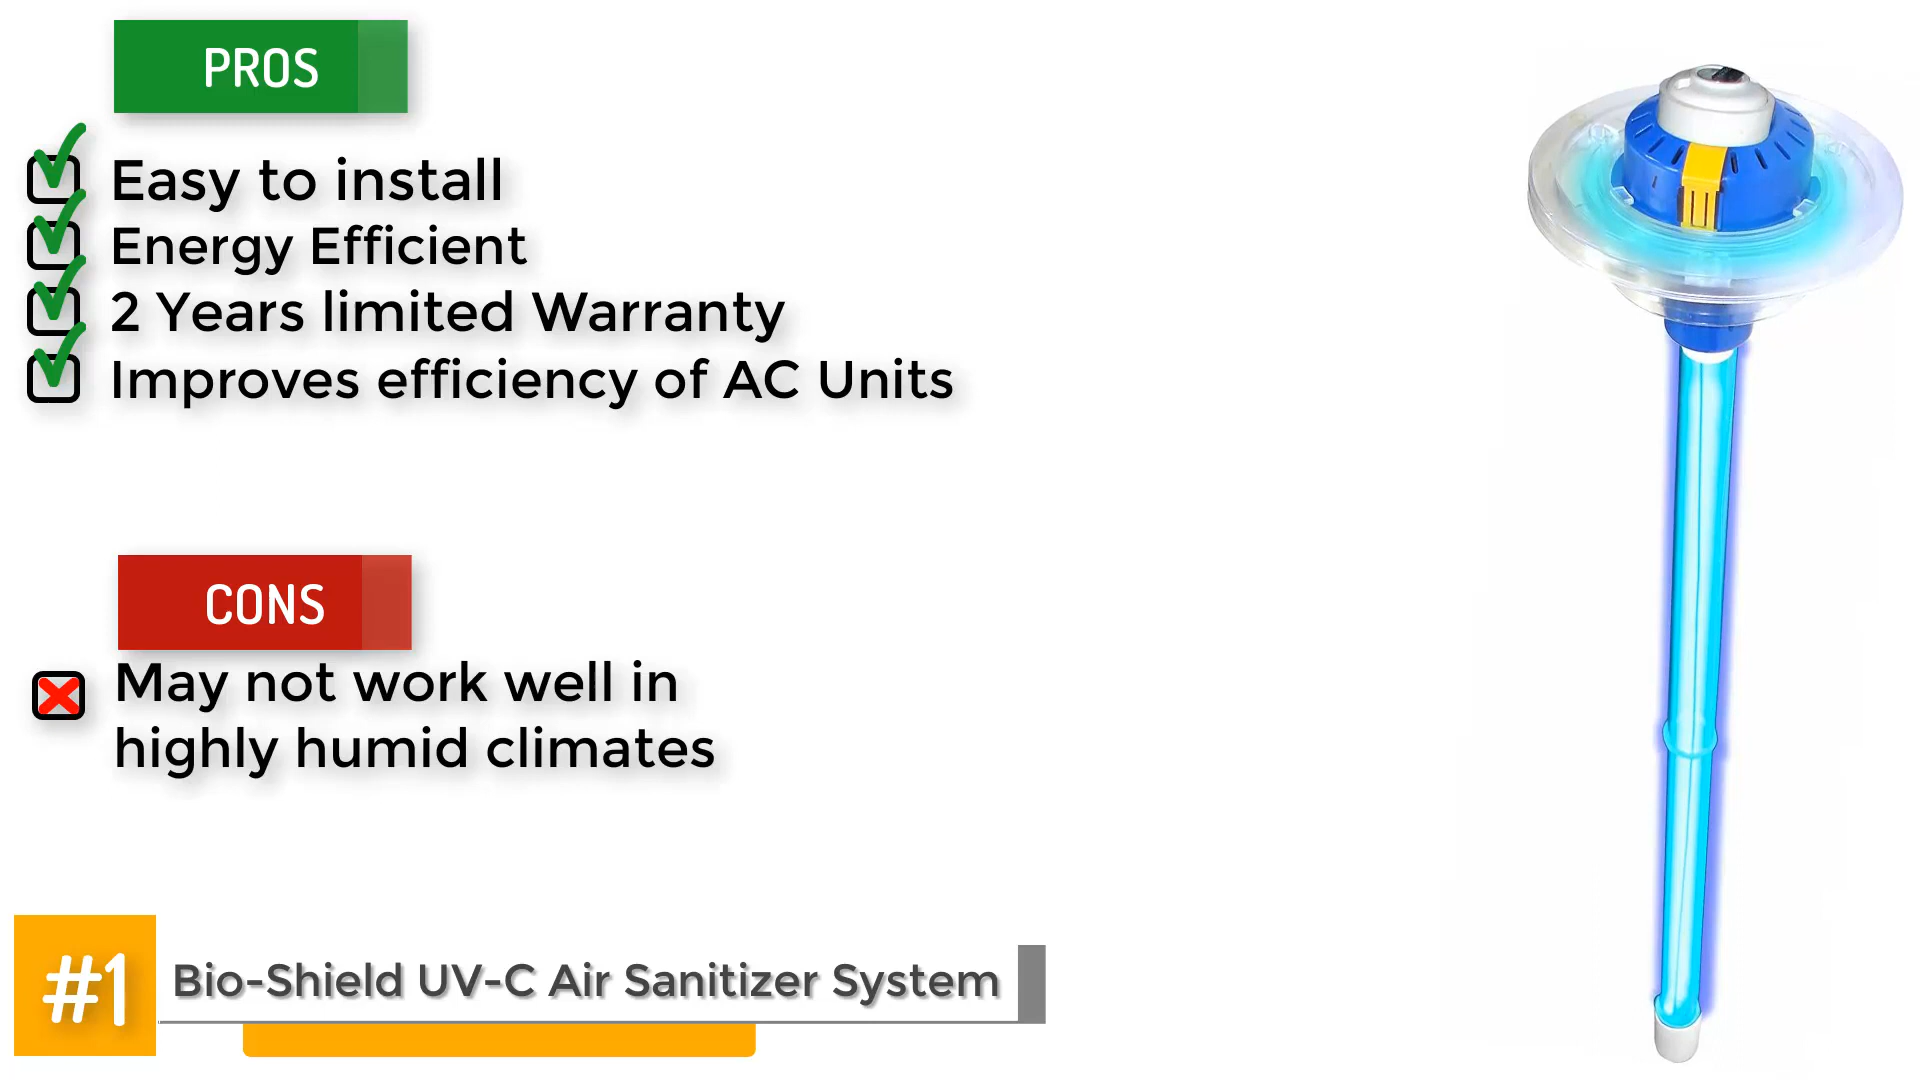 PROS
Easy to install
Energy Efficient
2 Years limited Warranty
Improves efficiency of AC Units
CONS
May not work well in
highly humid climates
#1
Bio-Shield UV-C Air Sanitizer System